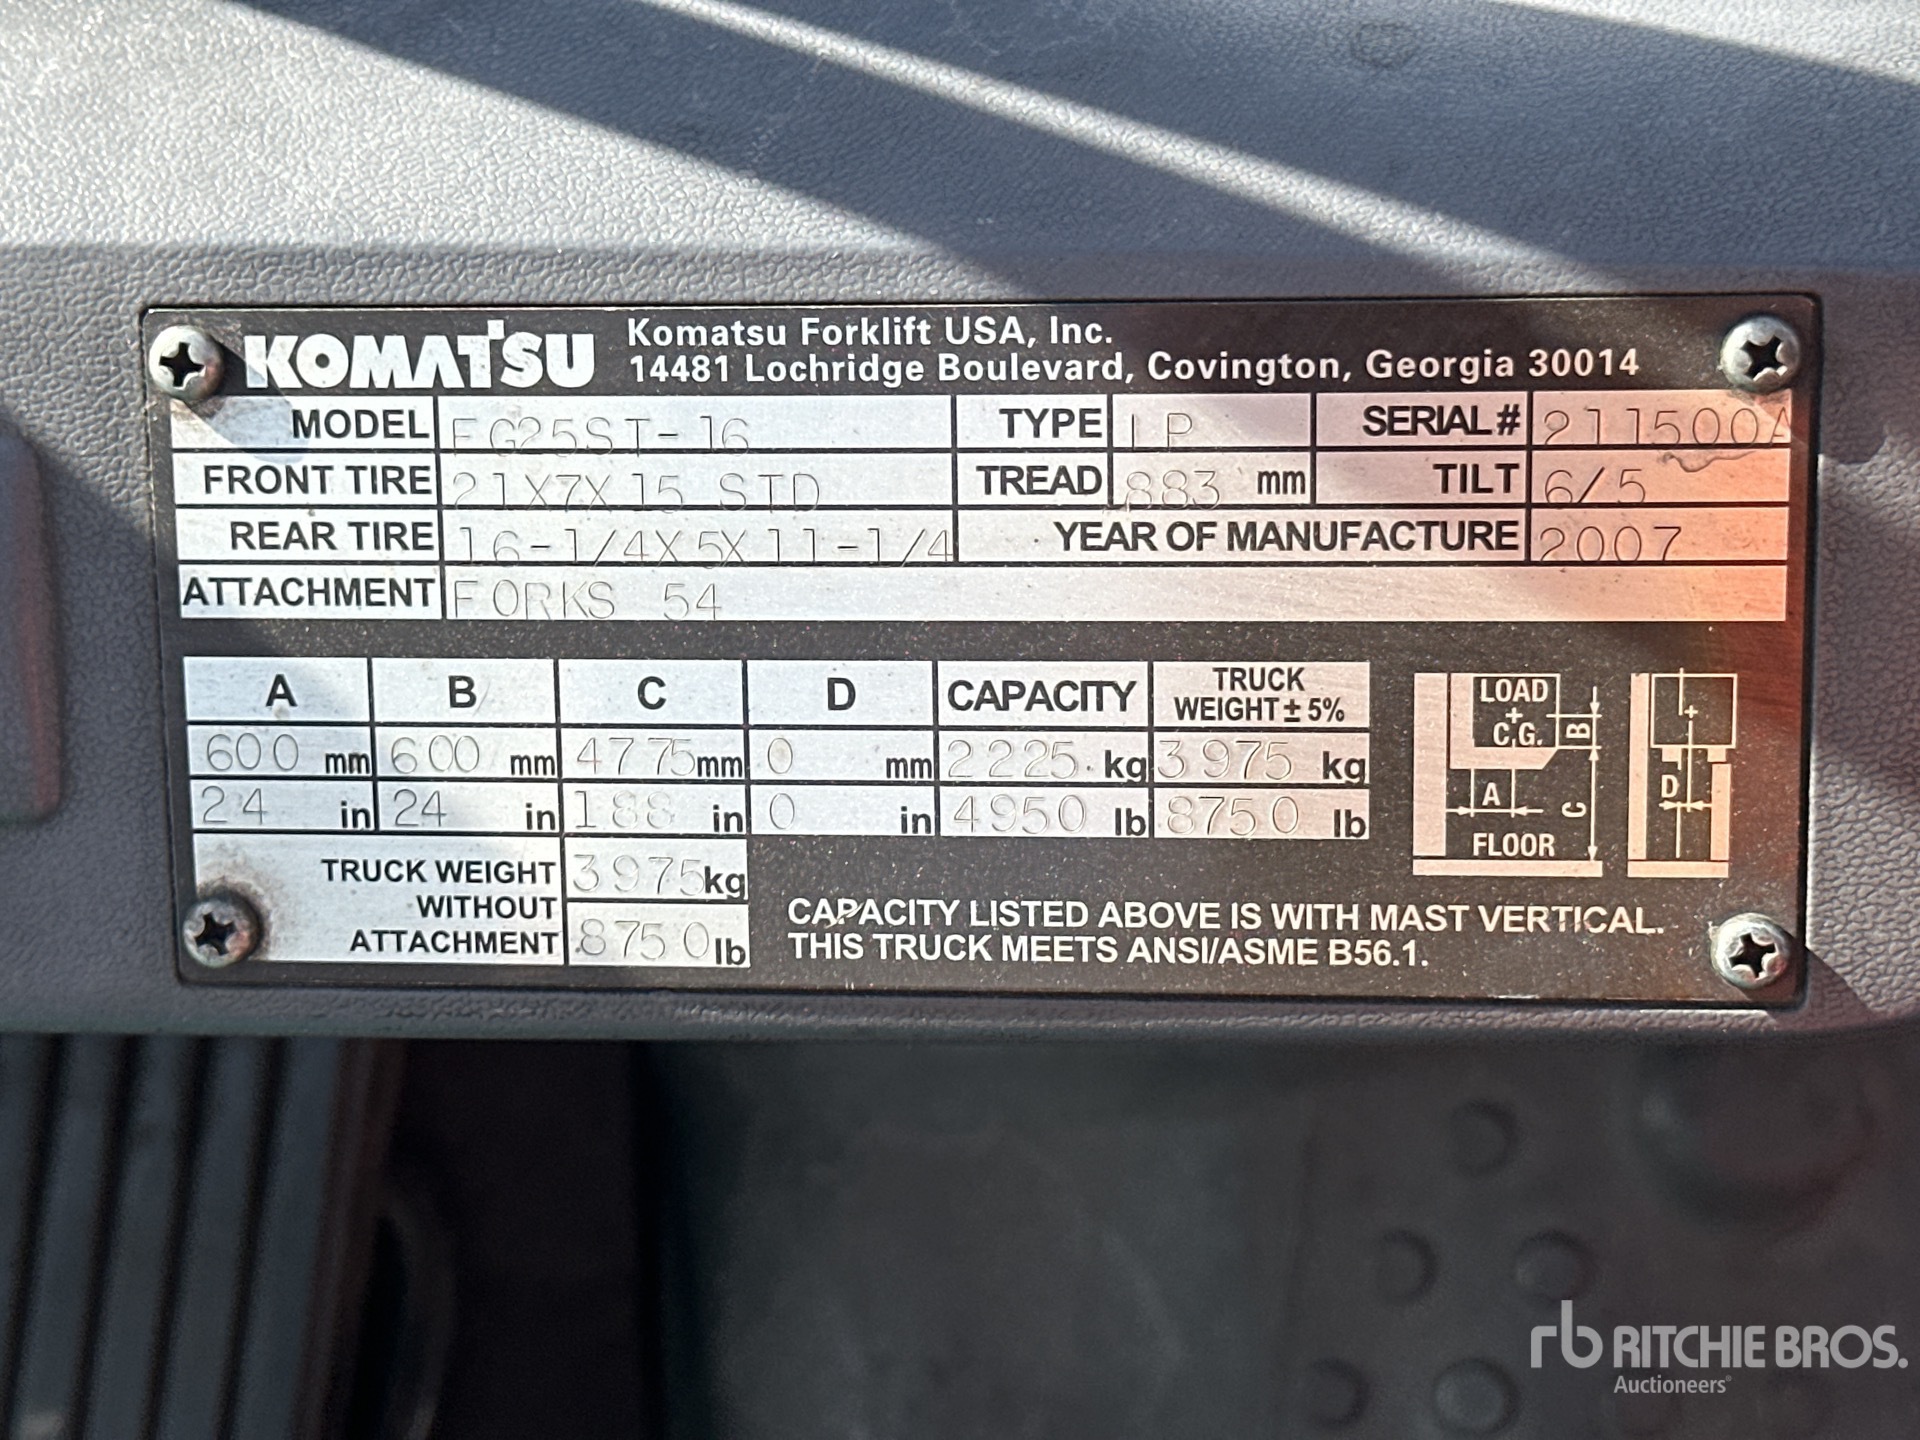 KOMATSU Komatsu Forklift USA, Inc.
14481 Lochridge Boulevard, Covington, Georgia 30014
MODEL FG25ST-16 TYPE LP SERIAL# 211500A
FRONT TIRE 21X7X15 STD TREAD 883 mm TILT 6/5
REAR TIRE 16-1/4X5X11-1/4 YEAR OF MANUFACTURE 2007
ATTACHMENT FORKS 54
A B C D CAPACITY TRUCK WEIGHT ± 5%
600 mm 600 mm 4775 mm 0 mm 2225 kg 3975 kg
24 in 24 in 188 in 0 in 4950 lb 8750 lb
TRUCK WEIGHT WITHOUT ATTACHMENT 3975 kg
8750 lb
LOAD
C.G.
B
A
C
FLOOR
D
CAPACITY LISTED ABOVE IS WITH MAST VERTICAL.
THIS TRUCK MEETS ANSI/ASME B56.1.
rb RITCHIE BROS.
Auctioneers